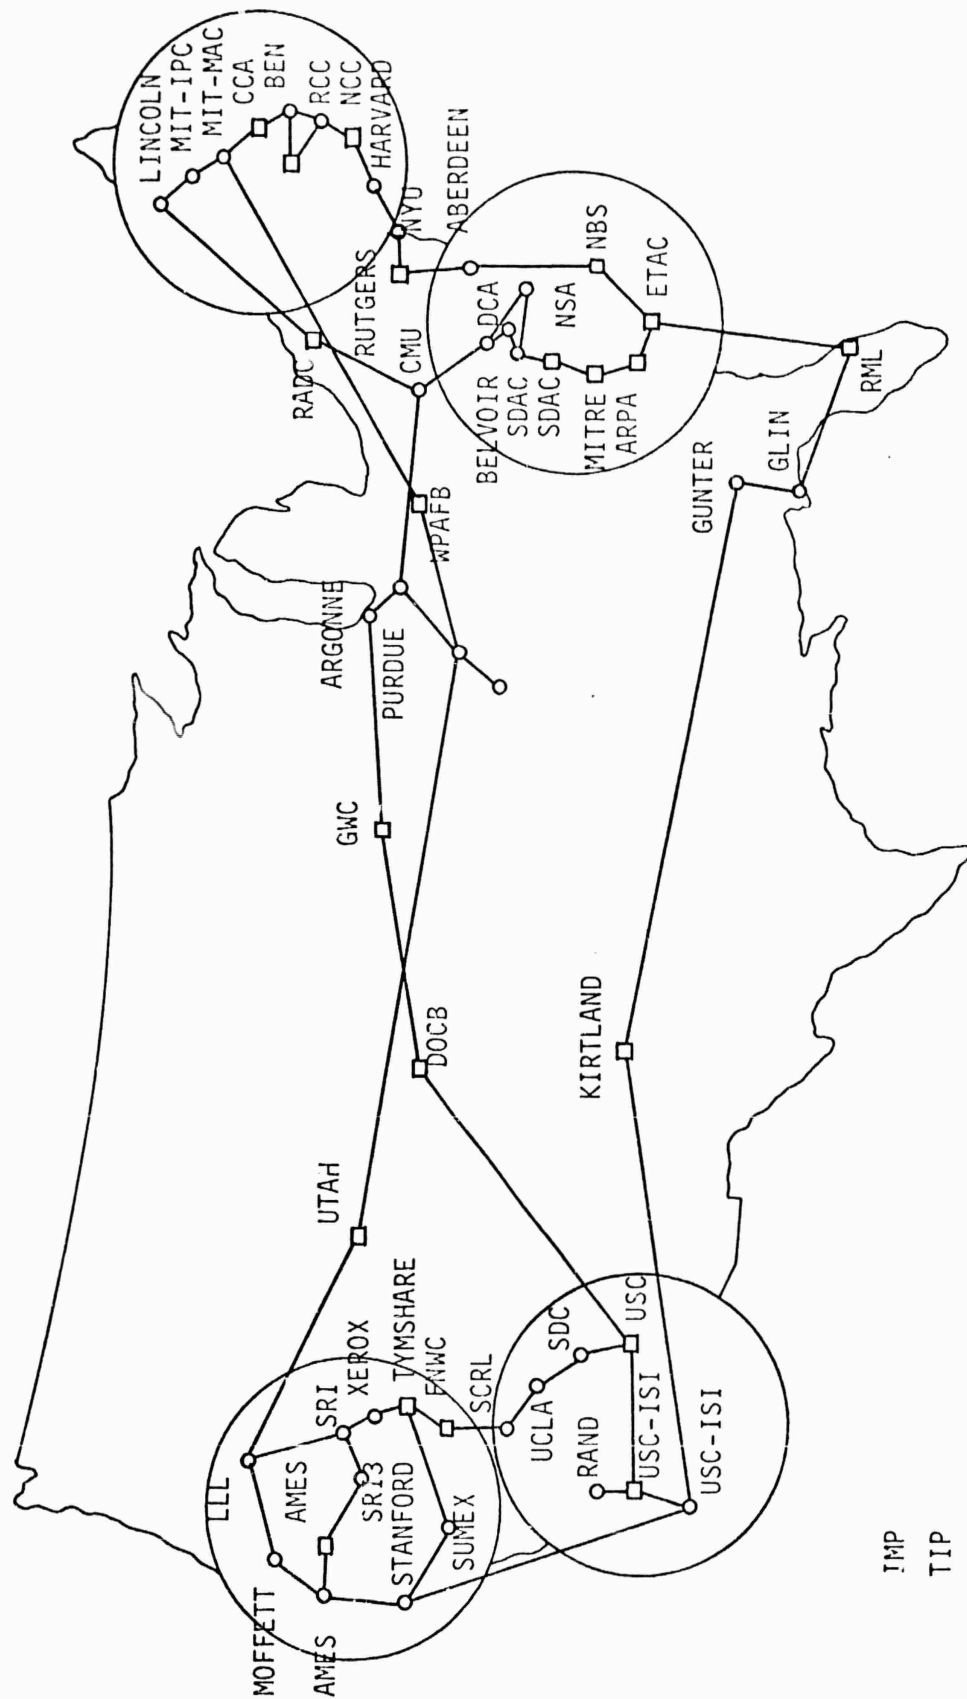 MOFFETT
AMES
LLL
AMES
SRI
XEROX
TYMSHARE
FNWC
SRI3
STANFORD
SUMEX
SCRL
UCLA
SDC
RAND
USC
USC-ISI
USC-ISI
UTAH
DOCB
KIRTLAND
GWC
ARGONNE
PURDUE
WPAFB
GUNTER
GLIN
RML
RADC
CMU
RUTGERS
NYU
ABERDEEN
BELVOIR
SDAC
SDAC
MITRE
ARPA
DCA
NSA
NBS
ETAC
LINCOLN
MIT-IPC
MIT-MAC
CCA
BEN
RCC
NCC
HARVARD
IMP
TIP